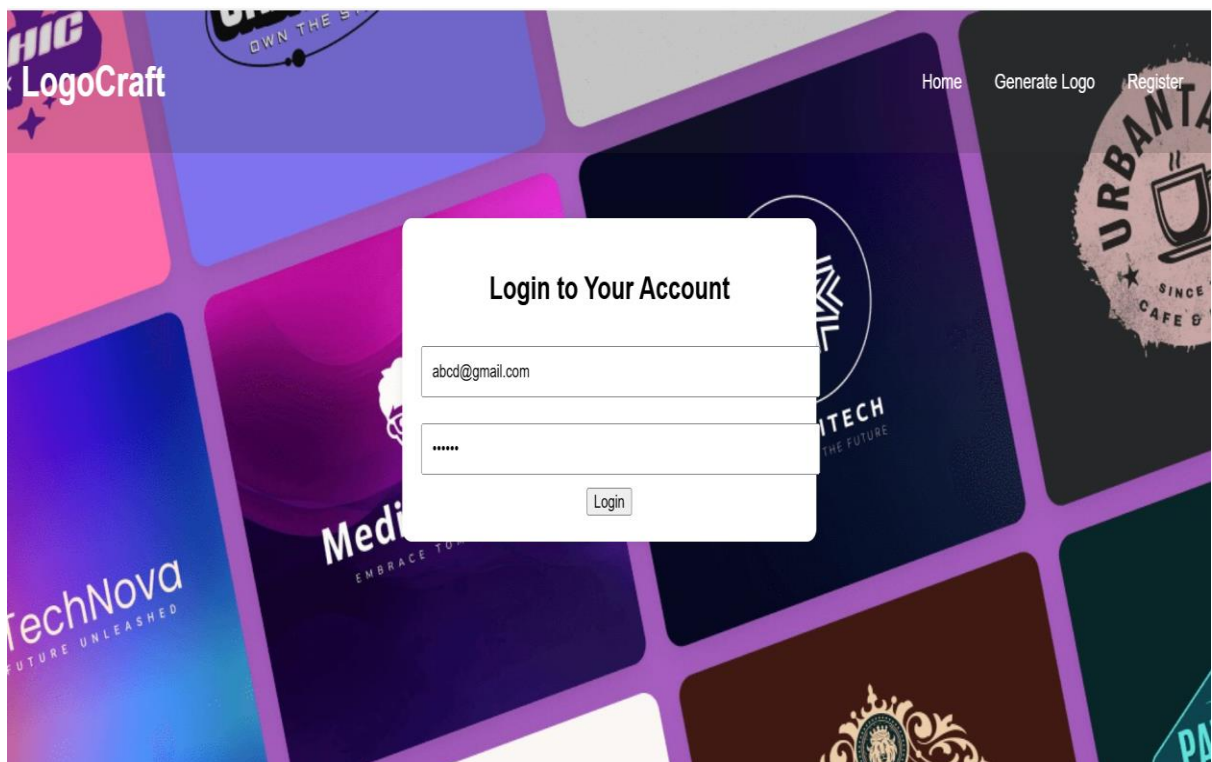 OWN THE
LogoCraft
Home Generate Logo Register
URBANTA
SINCE
CAFE &
Login to Your Account
abcd@gmail.com
••••••
Login
ITECH
THE FUTURE
Medi
EMBRACE
TechNova
FUTURE UNLEASHED